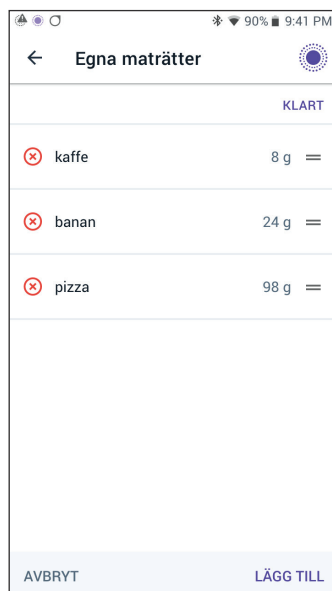 90% 9:41 PM
Egna maträtter
KLART
kaffe 8 g
banan 24 g
pizza 98 g
AVBRYT LÄGG TILL